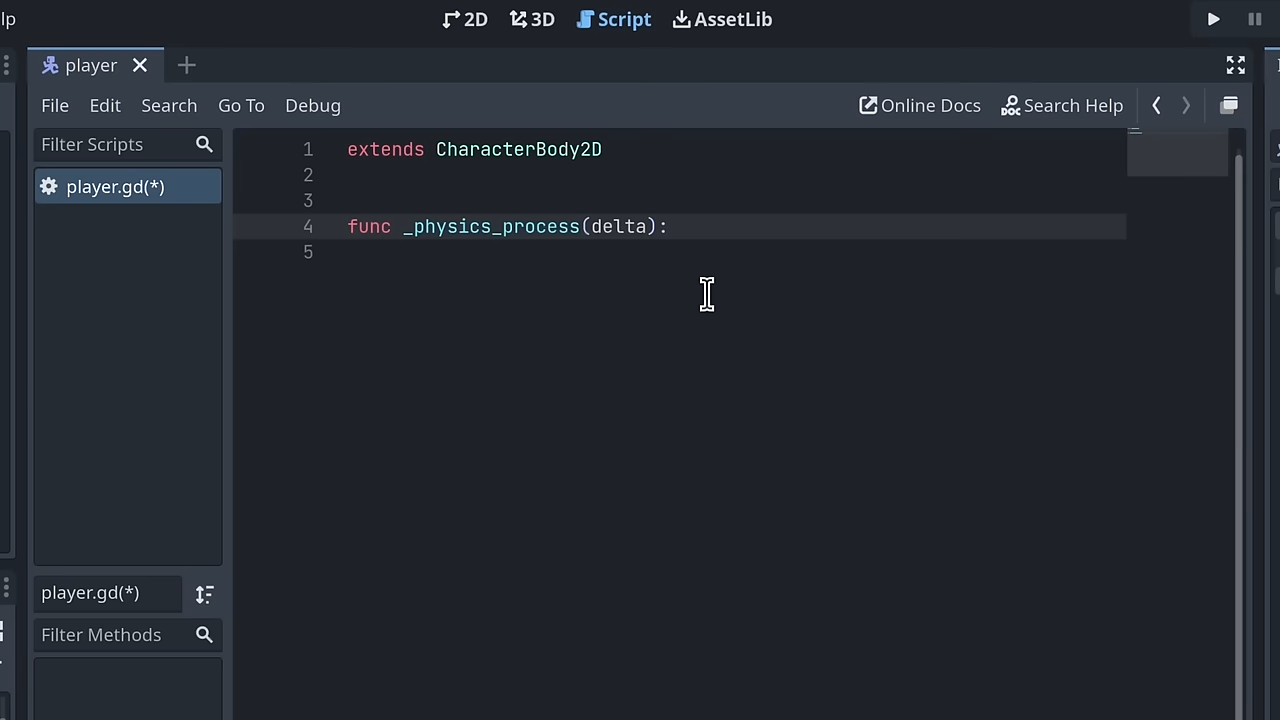 lp
2D 3D Script AssetLib
player
File Edit Search Go To Debug Online Docs Search Help
Filter Scripts
player.gd(*)
1 extends CharacterBody2D
2
3
4 func _physics_process(delta):
5
player.gd(*)
Filter Methods